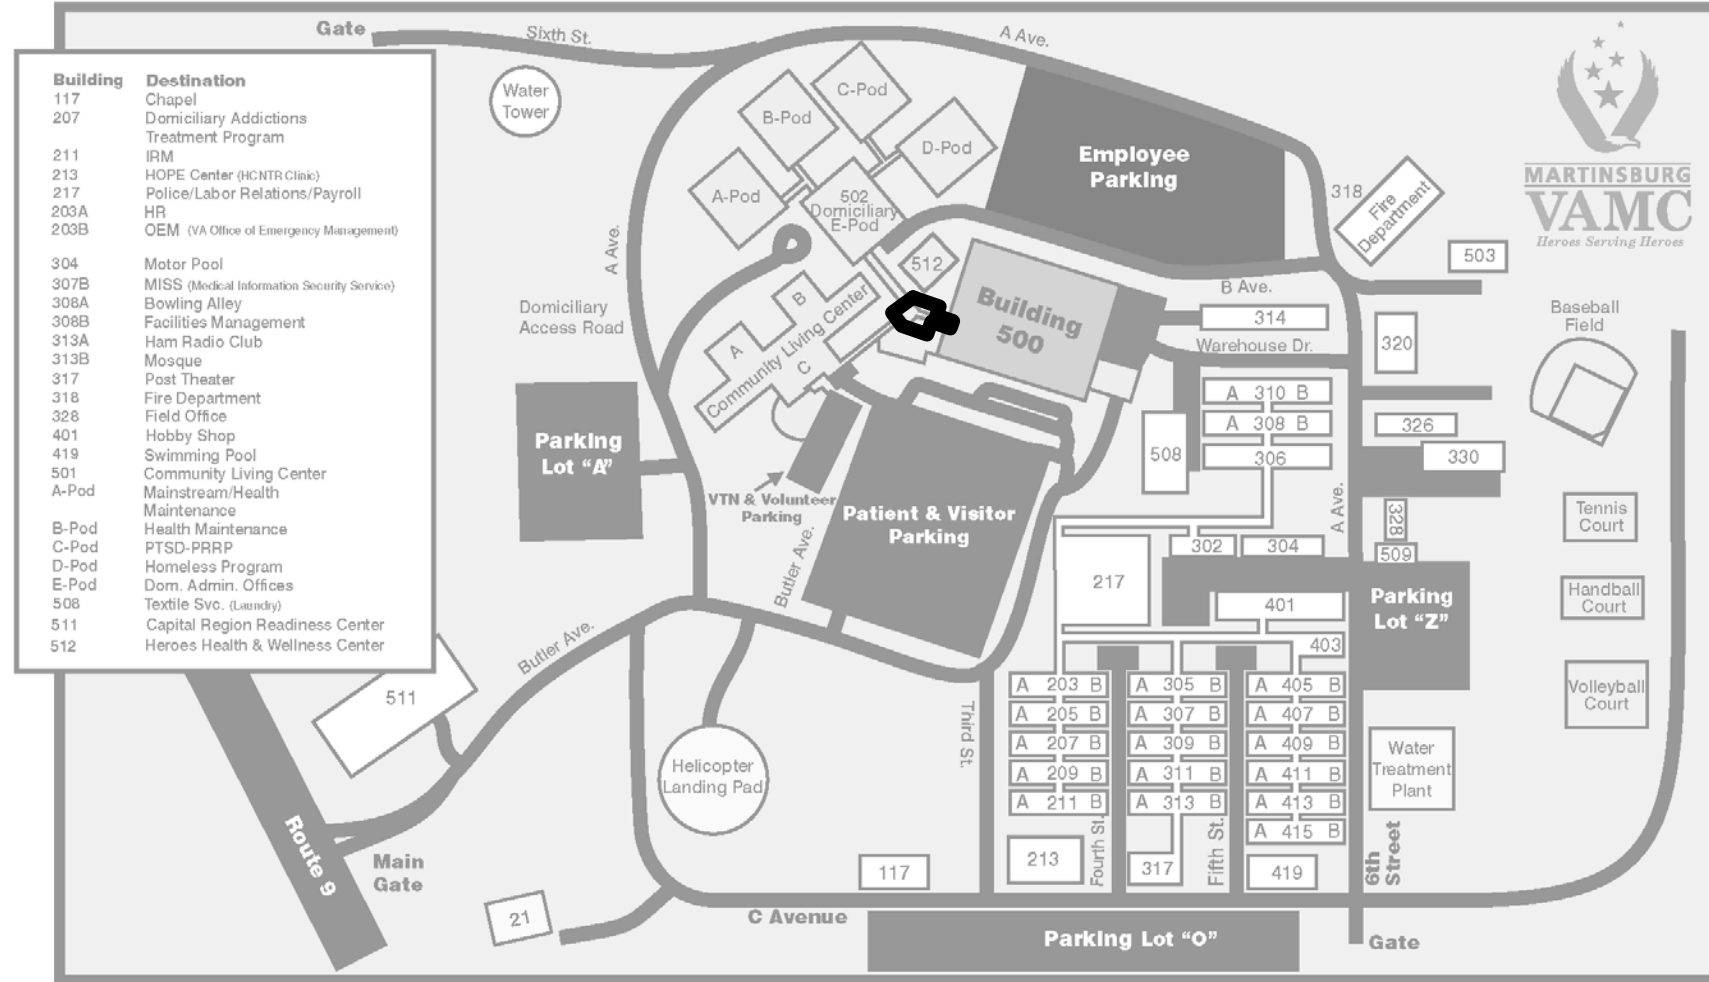 Gate
Sixth St.
A Ave.
Building Destination
117 Chapel
207 Domiciliary Addictions
Treatment Program
211 IRM
213 HOPE Center (HCNTR Clinic)
217 Police/Labor Relations/Payroll
203A HR
203B OEM (VA Office of Emergency Management)
304 Motor Pool
307B MISS (Medical Information Security Service)
308A Bowling Alley
308B Facilities Management
313A Ham Radio Club
313B Mosque
317 Post Theater
318 Fire Department
328 Field Office
401 Hobby Shop
419 Swimming Pool
501 Community Living Center
A-Pod Mainstream/Health
Maintenance
B-Pod Health Maintenance
C-Pod PTSD-PRRP
D-Pod Homeless Program
E-Pod Dom. Admin. Offices
508 Textile Svc. (Laundry)
511 Capital Region Readiness Center
512 Heroes Health & Wellness Center
Water
Tower
C-Pod
B-Pod
D-Pod
A-Pod
502
Domiciliary
E-Pod
Employee
Parking
318
Fire
Department
503
MARTINSBURG
VAMC
Heroes Serving Heroes
A Ave.
512
B Ave.
Domiciliary
Access Road
A
B
C
Community Living Center
Building
500
314
Warehouse Dr.
320
Baseball
Field
A 310 B
A 308 B
306
508
326
330
Parking
Lot "A"
VTN & Volunteer
Parking
Patient & Visitor
Parking
Butler Ave.
A Ave.
328
509
Tennis
Court
302
304
217
401
403
Parking
Lot "Z"
Handball
Court
Volleyball
Court
Butler Ave.
511
Third St.
A 203 B
A 305 B
A 405 B
A 205 B
A 307 B
A 407 B
A 207 B
A 309 B
A 409 B
A 209 B
A 311 B
A 411 B
A 211 B
A 313 B
A 413 B
A 415 B
Water
Treatment
Plant
Helicopter
Landing Pad
Route 9
Main
Gate
117
213
Fourth St.
317
Fifth St.
419
6th
Street
21
C Avenue
Parking Lot "O"
Gate